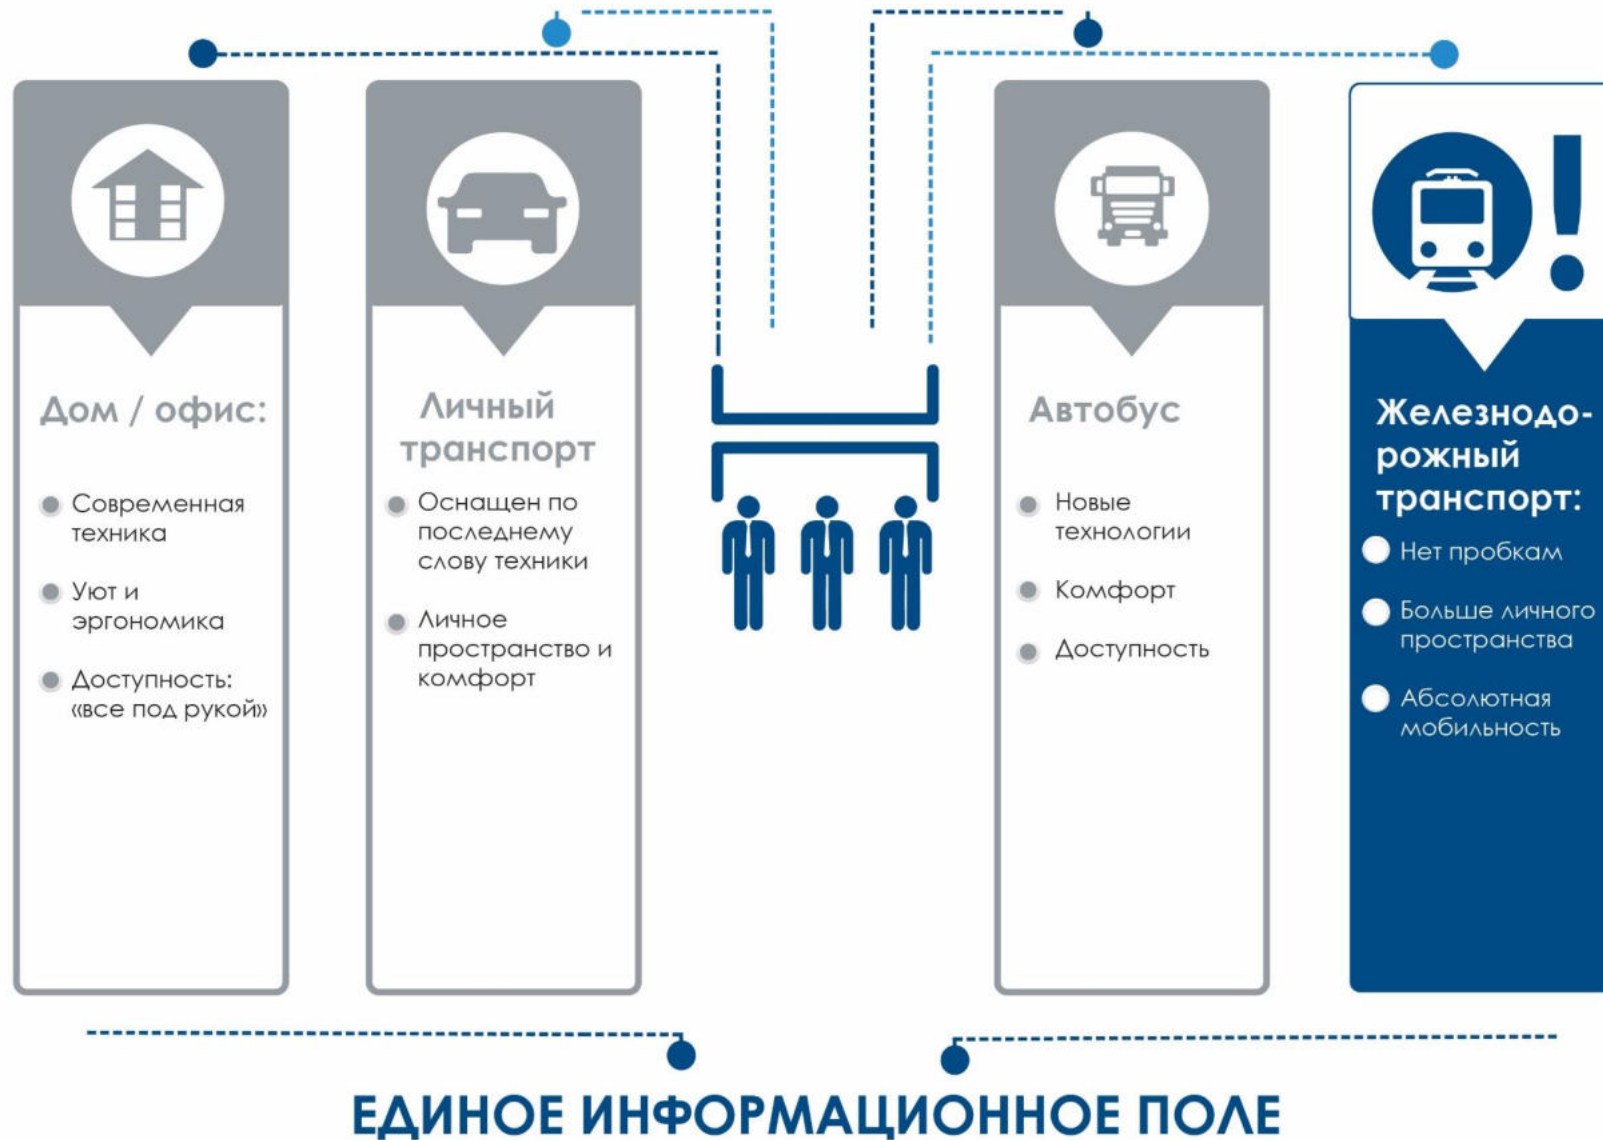 Дом / офис:
Современная
техника
Уют и
эргономика
Доступность:
«все под рукой»
Личный
транспорт
Оснащен по
последнему
слову техники
Личное
пространство и
комфорт
Автобус
Новые
технологии
Комфорт
Доступность
Железнодо-
рожный
транспорт:
Нет пробкам
Больше личного
пространства
Абсолютная
мобильность
!
ЕДИНОЕ ИНФОРМАЦИОННОЕ ПОЛЕ